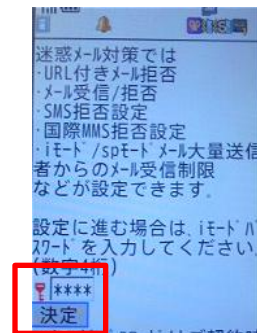 迷惑メール対策では
・URL付きメール拒否
・メール受信/拒否
・SMS拒否設定
・国際MMS拒否設定
・iモード/spモードメール大量送信
者からのメール受信制限
などが設定できます。
設定に進む場合は、iモードパ
スワードを入力してください。
(数字4桁)
****
決定